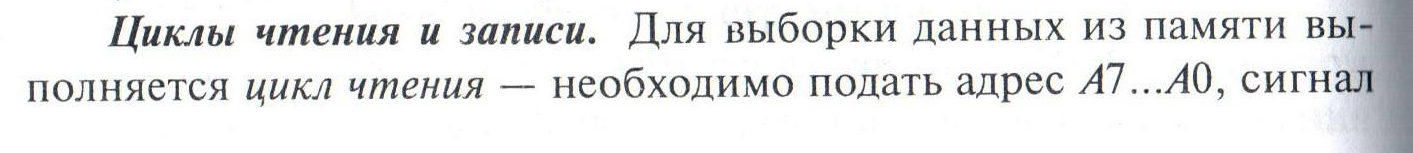 Циклы чтения и записи. Для выборки данных из памяти вы-
полняется цикл чтения — необходимо подать адрес A7...A0, сигнал